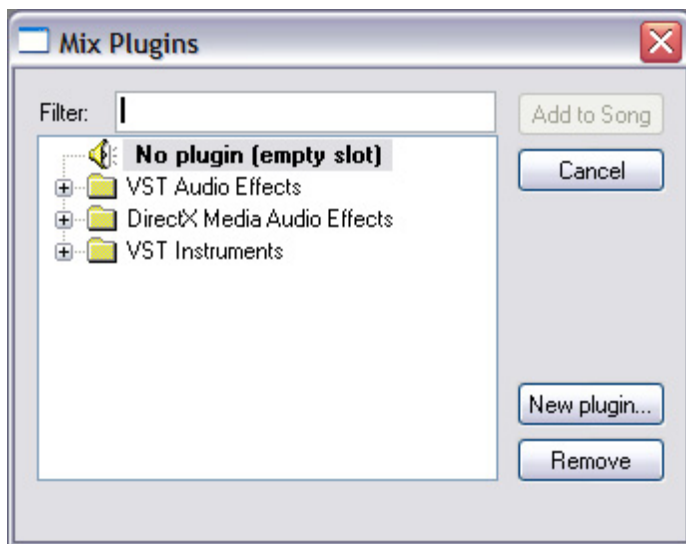 Mix Plugins
Filter:
Add to Song
No plugin (empty slot)
Cancel
VST Audio Effects
DirectX Media Audio Effects
VST Instruments
New plugin...
Remove